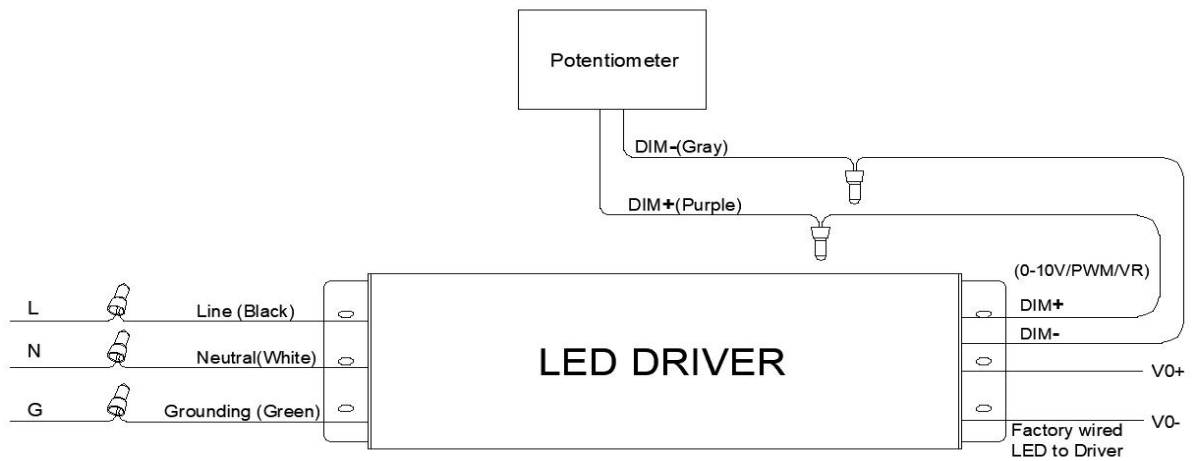 Potentiometer
DIM-(Gray)
DIM+(Purple)
(0-10V/PWM/VR)
L
Line (Black)
DIM+
N
Neutral(White)
LED DRIVER
DIM-
V0+
G
Grounding (Green)
V0-
Factory wired
LED to Driver